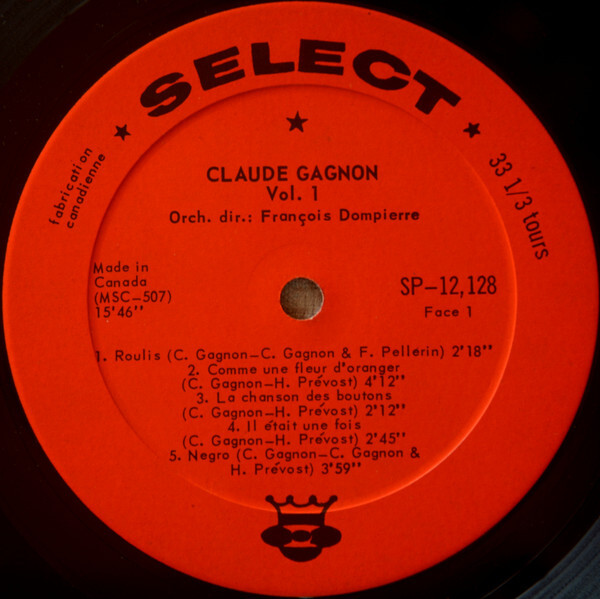 SELECT
fabrication
canadienne
33 1/3 tours
CLAUDE GAGNON
Vol. 1
Orch. dir.: François Dompierre
Made in
Canada
(MSC-507)
15'46''
SP-12,128
Face 1
1. Roulis (C. Gagnon-C. Gagnon & F. Pellerin) 2'18''
2. Comme une fleur d'oranger
(C. Gagnon-H. Prévost) 4'12''
3. La chanson des boutons
(C. Gagnon-H. Prévost) 2'12''
4. Il était une fois
(C. Gagnon-H. Prévost) 2'45''
5. Negro (C. Gagnon-C. Gagnon &
H. Prévost) 3'59''